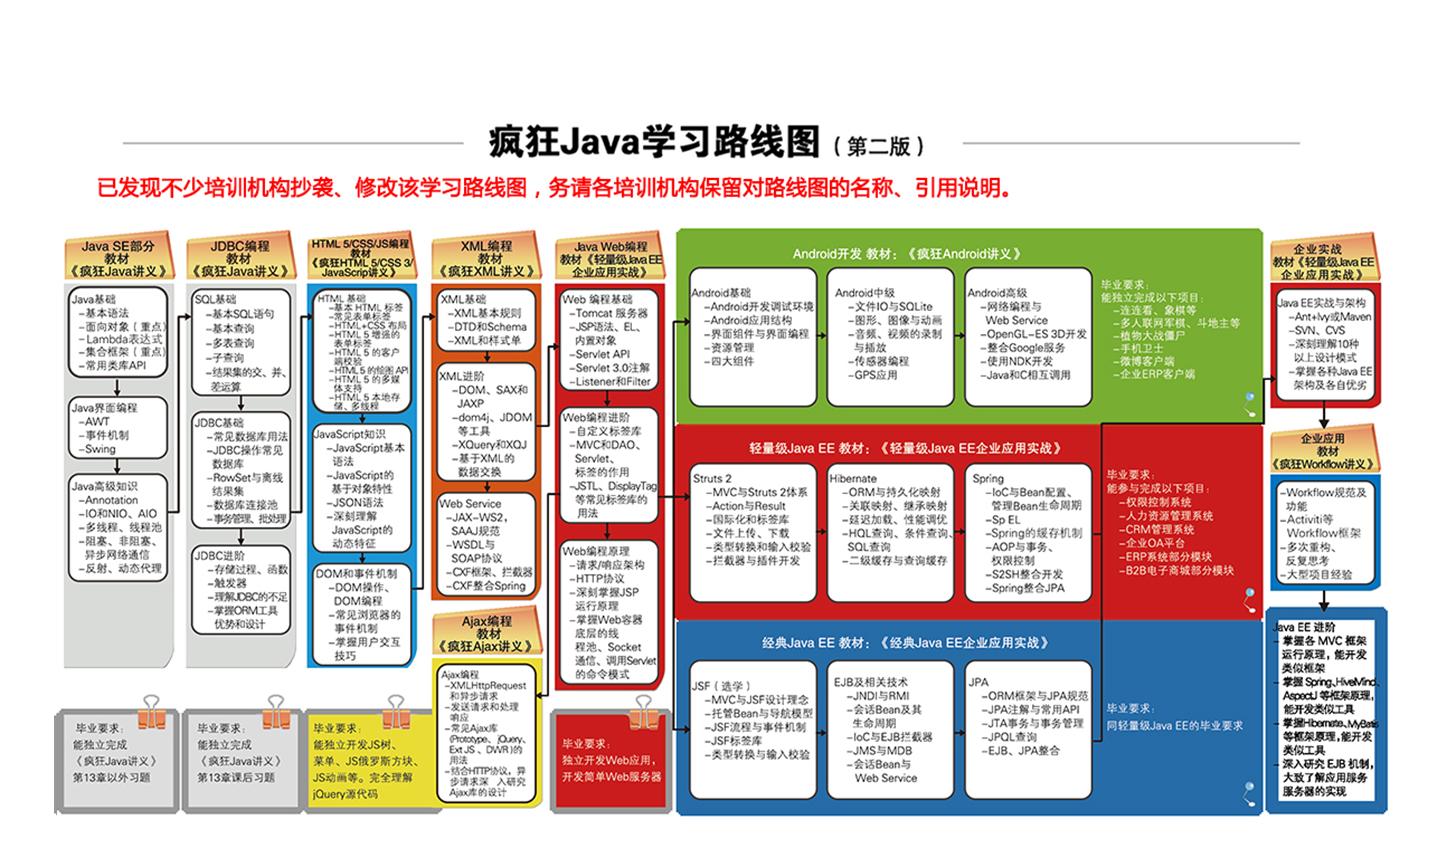 疯狂Java学习路线图（第二版）
已发现不少培训机构抄袭、修改该学习路线图，务请各培训机构保留对路线图的名称、引用说明。
Java SE部分
教材
《疯狂Java讲义》
Java基础
–基本语法
–面向对象（重点）
–Lambda表达式
–集合框架（重点）
–常用类库API
Java界面编程
–AWT
–事件机制
–Swing
Java高级知识
–Annotation
–IO和NIO、AIO
–多线程、线程池
–阻塞、非阻塞、
异步网络通信
–反射、动态代理
毕业要求：
能独立完成
《疯狂Java讲义》
第13章以外习题
JDBC编程
教材
《疯狂Java讲义》
SQL基础
–基本SQL语句
–基本查询
–多表查询
–子查询
–结果集的交、并、
差运算
JDBC基础
–常见数据库用法
–JDBC操作常见
数据库
–RowSet与离线
结果集
–数据库连接池
–事务管理、批处理
JDBC进阶
–存储过程、函数
–触发器
–理解JDBC的不足
–掌握ORM工具
优势和设计
毕业要求：
能独立完成
《疯狂Java讲义》
第13章课后习题
HTML 5/CSS/JS编程
教材
《疯狂HTML 5/CSS 3/
JavaScrip讲义》
HTML 基础
–基本 HTML 标签
–常见表单标签
–HTML+CSS 布局
–HTML 5 增强的
表单标签
–HTML 5 的客户
端校验
–HTML 5 的绘图 API
–HTML 5 的多媒
体支持
–HTML 5 本地存
储、多线程
JavaScript知识
–JavaScript基本
语法
–JavaScript的
基于对象特性
–JSON语法
–深刻理解
JavaScript的
动态特征
DOM和事件机制
–DOM操作、
DOM编程
–常见浏览器的
事件机制
–掌握用户交互
技巧
毕业要求：
能独立开发JS树、
菜单、JS俄罗斯方块、
JS动画等。完全理解
jQuery源代码
XML编程
教材
《疯狂XML讲义》
XML基础
–XML基本规则
–DTD和Schema
–XML和样式单
XML进阶
–DOM、SAX和
JAXP
–dom4j、JDOM
等工具
–XQuery和XQJ
–基于XML的
数据交换
Web Service
–JAX–WS2，
SAAJ规范
–WSDL与
SOAP协议
–CXF框架、拦截器
–CXF整合Spring
Ajax编程
教材
《疯狂Ajax讲义》
Ajax编程
–XMLHttpRequest
和异步请求
–发送请求和处理
响应
–常见Ajax库
(Prototype、jQuery、
Ext JS 、DWR )的
用法
–结合HTTP协议，异
步请求深 入研究
Ajax库的设计
Java Web编程
教材《轻量级Java EE
企业应用实战》
Web 编程基础
–Tomcat 服务器
–JSP语法、EL、
内置对象
–Servlet API
–Servlet 3.0注解
–Listener和Filter
Web编程进阶
–自定义标签库
–MVC和DAO、
Servlet、
标签的作用
–JSTL、DisplayTag
等常见标签库的
用法
Web编程原理
–请求/响应架构
–HTTP协议
–深刻掌握JSP
运行原理
–掌握Web容器
底层的线
程池、Socket
通信、调用Servlet
的命令模式
毕业要求：
独立开发Web应用，
开发简单Web服务器
Android开发 教材：《疯狂Android讲义》
Android基础
–Android开发调试环境
–Android应用结构
–界面组件与界面编程
–资源管理
–四大组件
Android中级
–文件IO与SQLite
–图形、图像与动画
–音频、视频的录制
与播放
–传感器编程
–GPS应用
Android高级
–网络编程与
Web Service
–OpenGL–ES 3D开发
–整合Google服务
–使用NDK开发
–Java和C相互调用
毕业要求：
能独立完成以下项目：
–连连看、象棋等
–多人联网军棋、斗地主等
–植物大战僵尸
–手机卫士
–微博客户端
–企业ERP客户端
轻量级Java EE 教材：《轻量级Java EE企业应用实战》
Struts 2
–MVC与Struts 2体系
–Action与Result
–国际化和标签库
–文件上传、下载
–类型转换和输入校验
–拦截器与插件开发
Hibernate
–ORM与持久化映射
–关联映射、继承映射
–延迟加载、性能调优
–HQL查询、条件查询、
SQL查询
–二级缓存与查询缓存
Spring
–IoC与Bean配置、
管理Bean生命周期
–Sp EL
–Spring的缓存机制
–AOP与事务、
权限控制
–S2SH整合开发
–Spring整合JPA
毕业要求：
能参与完成以下项目：
–权限控制系统
–人力资源管理系统
–CRM管理系统
–企业OA平台
–ERP系统部分模块
–B2B电子商城部分模块
经典Java EE 教材：《经典Java EE企业应用实战》
JSF（选学）
–MVC与JSF设计理念
–托管Bean与导航模型
–JSF流程与事件机制
–JSF标签库
–类型转换与输入校验
EJB及相关技术
–JNDI与RMI
–会话Bean及其
生命周期
–IoC与EJB拦截器
–JMS与MDB
–会话Bean与
Web Service
JPA
–ORM框架与JPA规范
–JPA注解与常用API
–JTA事务与事务管理
–JPQL查询
–EJB、JPA整合
毕业要求：
同轻量级Java EE的毕业要求
企业实战
教材《轻量级Java EE
企业应用实战》
Java EE实战与架构
–Ant+Ivy或Maven
–SVN、CVS
–深刻理解10种
以上设计模式
–掌握各种Java EE
架构及各自优劣
企业应用
教材
《疯狂Workflow讲义》
–Workflow规范及
功能
–Activiti等
Workflow框架
–多次重构、
反复思考
–大型项目经验
Java EE 进阶
– 掌握各 MVC 框架
运行原理，能开发
类似框架
– 掌握 Spring、HiveMind、
AspectJ 等框架原理，
能开发类似工具
– 掌握Hibernate、MyBatis
等框架原理，能开发
类似工具
– 深入研究 EJB 机制，
大致了解应用服务
服务器的实现